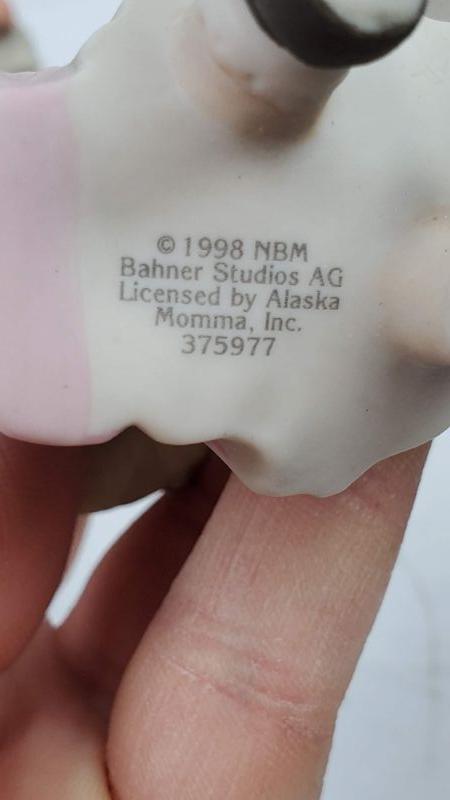 © 1998 NBM
Bahner Studios AG
Licensed by Alaska
Momma, Inc.
375977